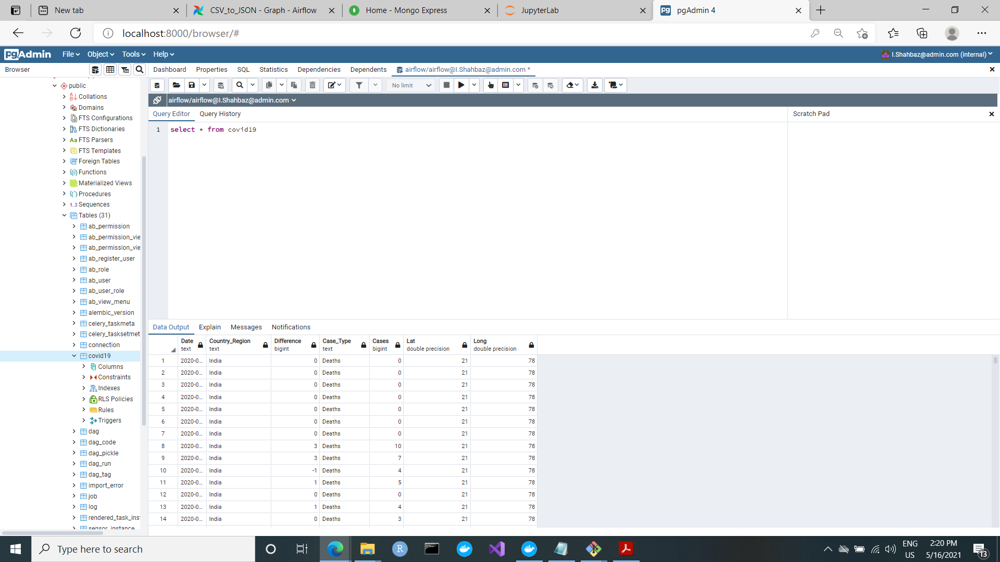 New tab
CSV_to_JSON - Graph - Airflow
Home - Mongo Express
JupyterLab
pg pgAdmin 4
localhost:8000/browser/#
pgAdmin File Object Tools Help I.Shahbaz@admin.com (internal)
Browser
Dashboard Properties SQL Statistics Dependencies Dependents airflow/airflow@I.Shahbaz@admin.com *
No limit
airflow/airflow@I.Shahbaz@admin.com
Query Editor Query History
Scratch Pad
1 select * from covid19
public
Collations
Domains
FTS Configurations
FTS Dictionaries
Aa FTS Parsers
FTS Templates
Foreign Tables
Functions
Materialized Views
Procedures
1..3 Sequences
Tables (31)
ab_permission
ab_permission_vie
ab_permission_vie
ab_register_user
ab_role
ab_user
ab_user_role
ab_view_menu
alembic_version
celery_taskmeta
celery_tasksetmet
connection
covid19
Columns
Constraints
Indexes
RLS Policies
Rules
Triggers
dag
dag_code
dag_pickle
dag_run
dag_tag
import_error
job
log
rendered_task_ins
sensor_instance
Data Output Explain Messages Notifications
Date Country_Region Difference Case_Type Cases Lat Long
text text bigint text bigint double precision double precision
1 2020-0... India 0 Deaths 0 21 78
2 2020-0... India 0 Deaths 0 21 78
3 2020-0... India 0 Deaths 0 21 78
4 2020-0... India 0 Deaths 0 21 78
5 2020-0... India 0 Deaths 0 21 78
6 2020-0... India 0 Deaths 0 21 78
7 2020-0... India 0 Deaths 0 21 78
8 2020-0... India 3 Deaths 10 21 78
9 2020-0... India 3 Deaths 7 21 78
10 2020-0... India -1 Deaths 4 21 78
11 2020-0... India 1 Deaths 5 21 78
12 2020-0... India 0 Deaths 0 21 78
13 2020-0... India 1 Deaths 4 21 78
14 2020-0... India 0 Deaths 3 21 78
Type here to search
R
ENG
US
2:20 PM
5/16/2021
13